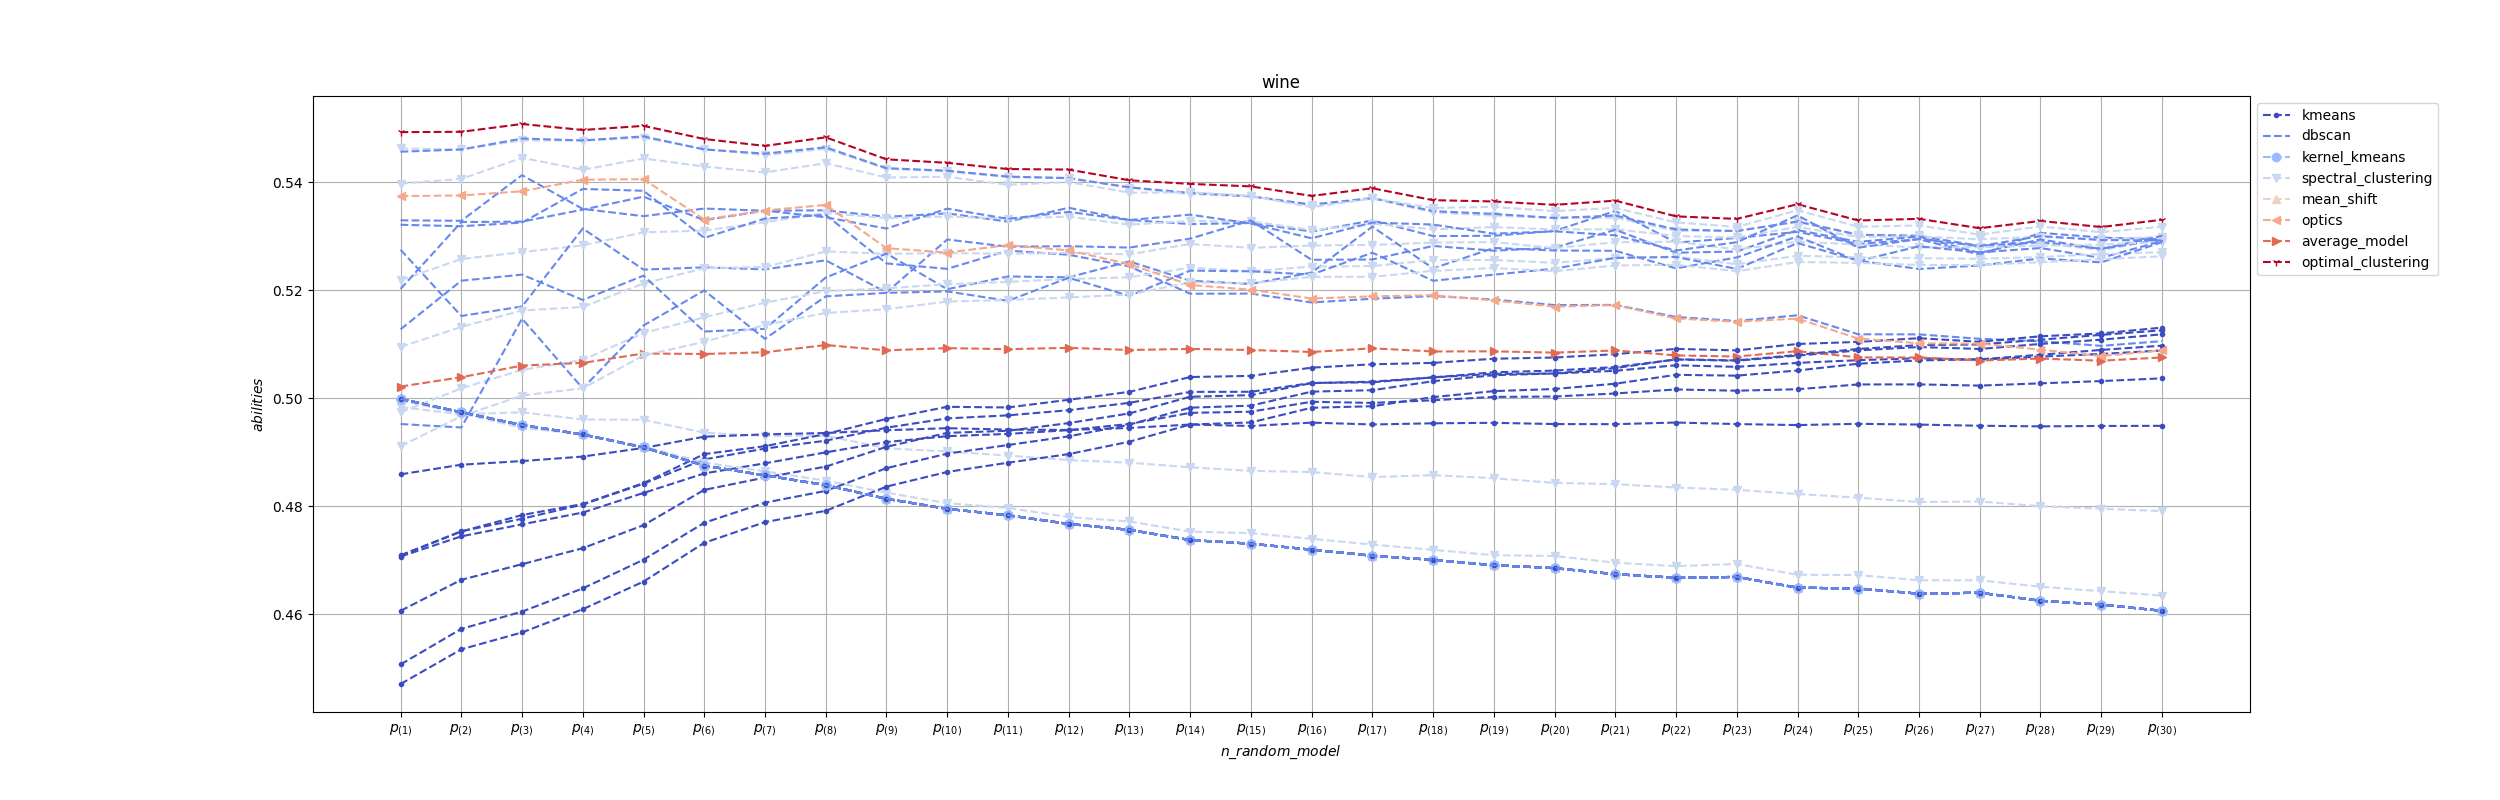 wine
0.54
0.52
0.50
0.48
0.46
abilities
p(1) p(2) p(3) p(4) p(5) p(6) p(7) p(8) p(9) p(10) p(11) p(12) p(13) p(14) p(15) p(16) p(17) p(18) p(19) p(20) p(21) p(22) p(23) p(24) p(25) p(26) p(27) p(28) p(29) p(30)
n_random_model
kmeans
dbscan
kernel_kmeans
spectral_clustering
mean_shift
optics
average_model
optimal_clustering